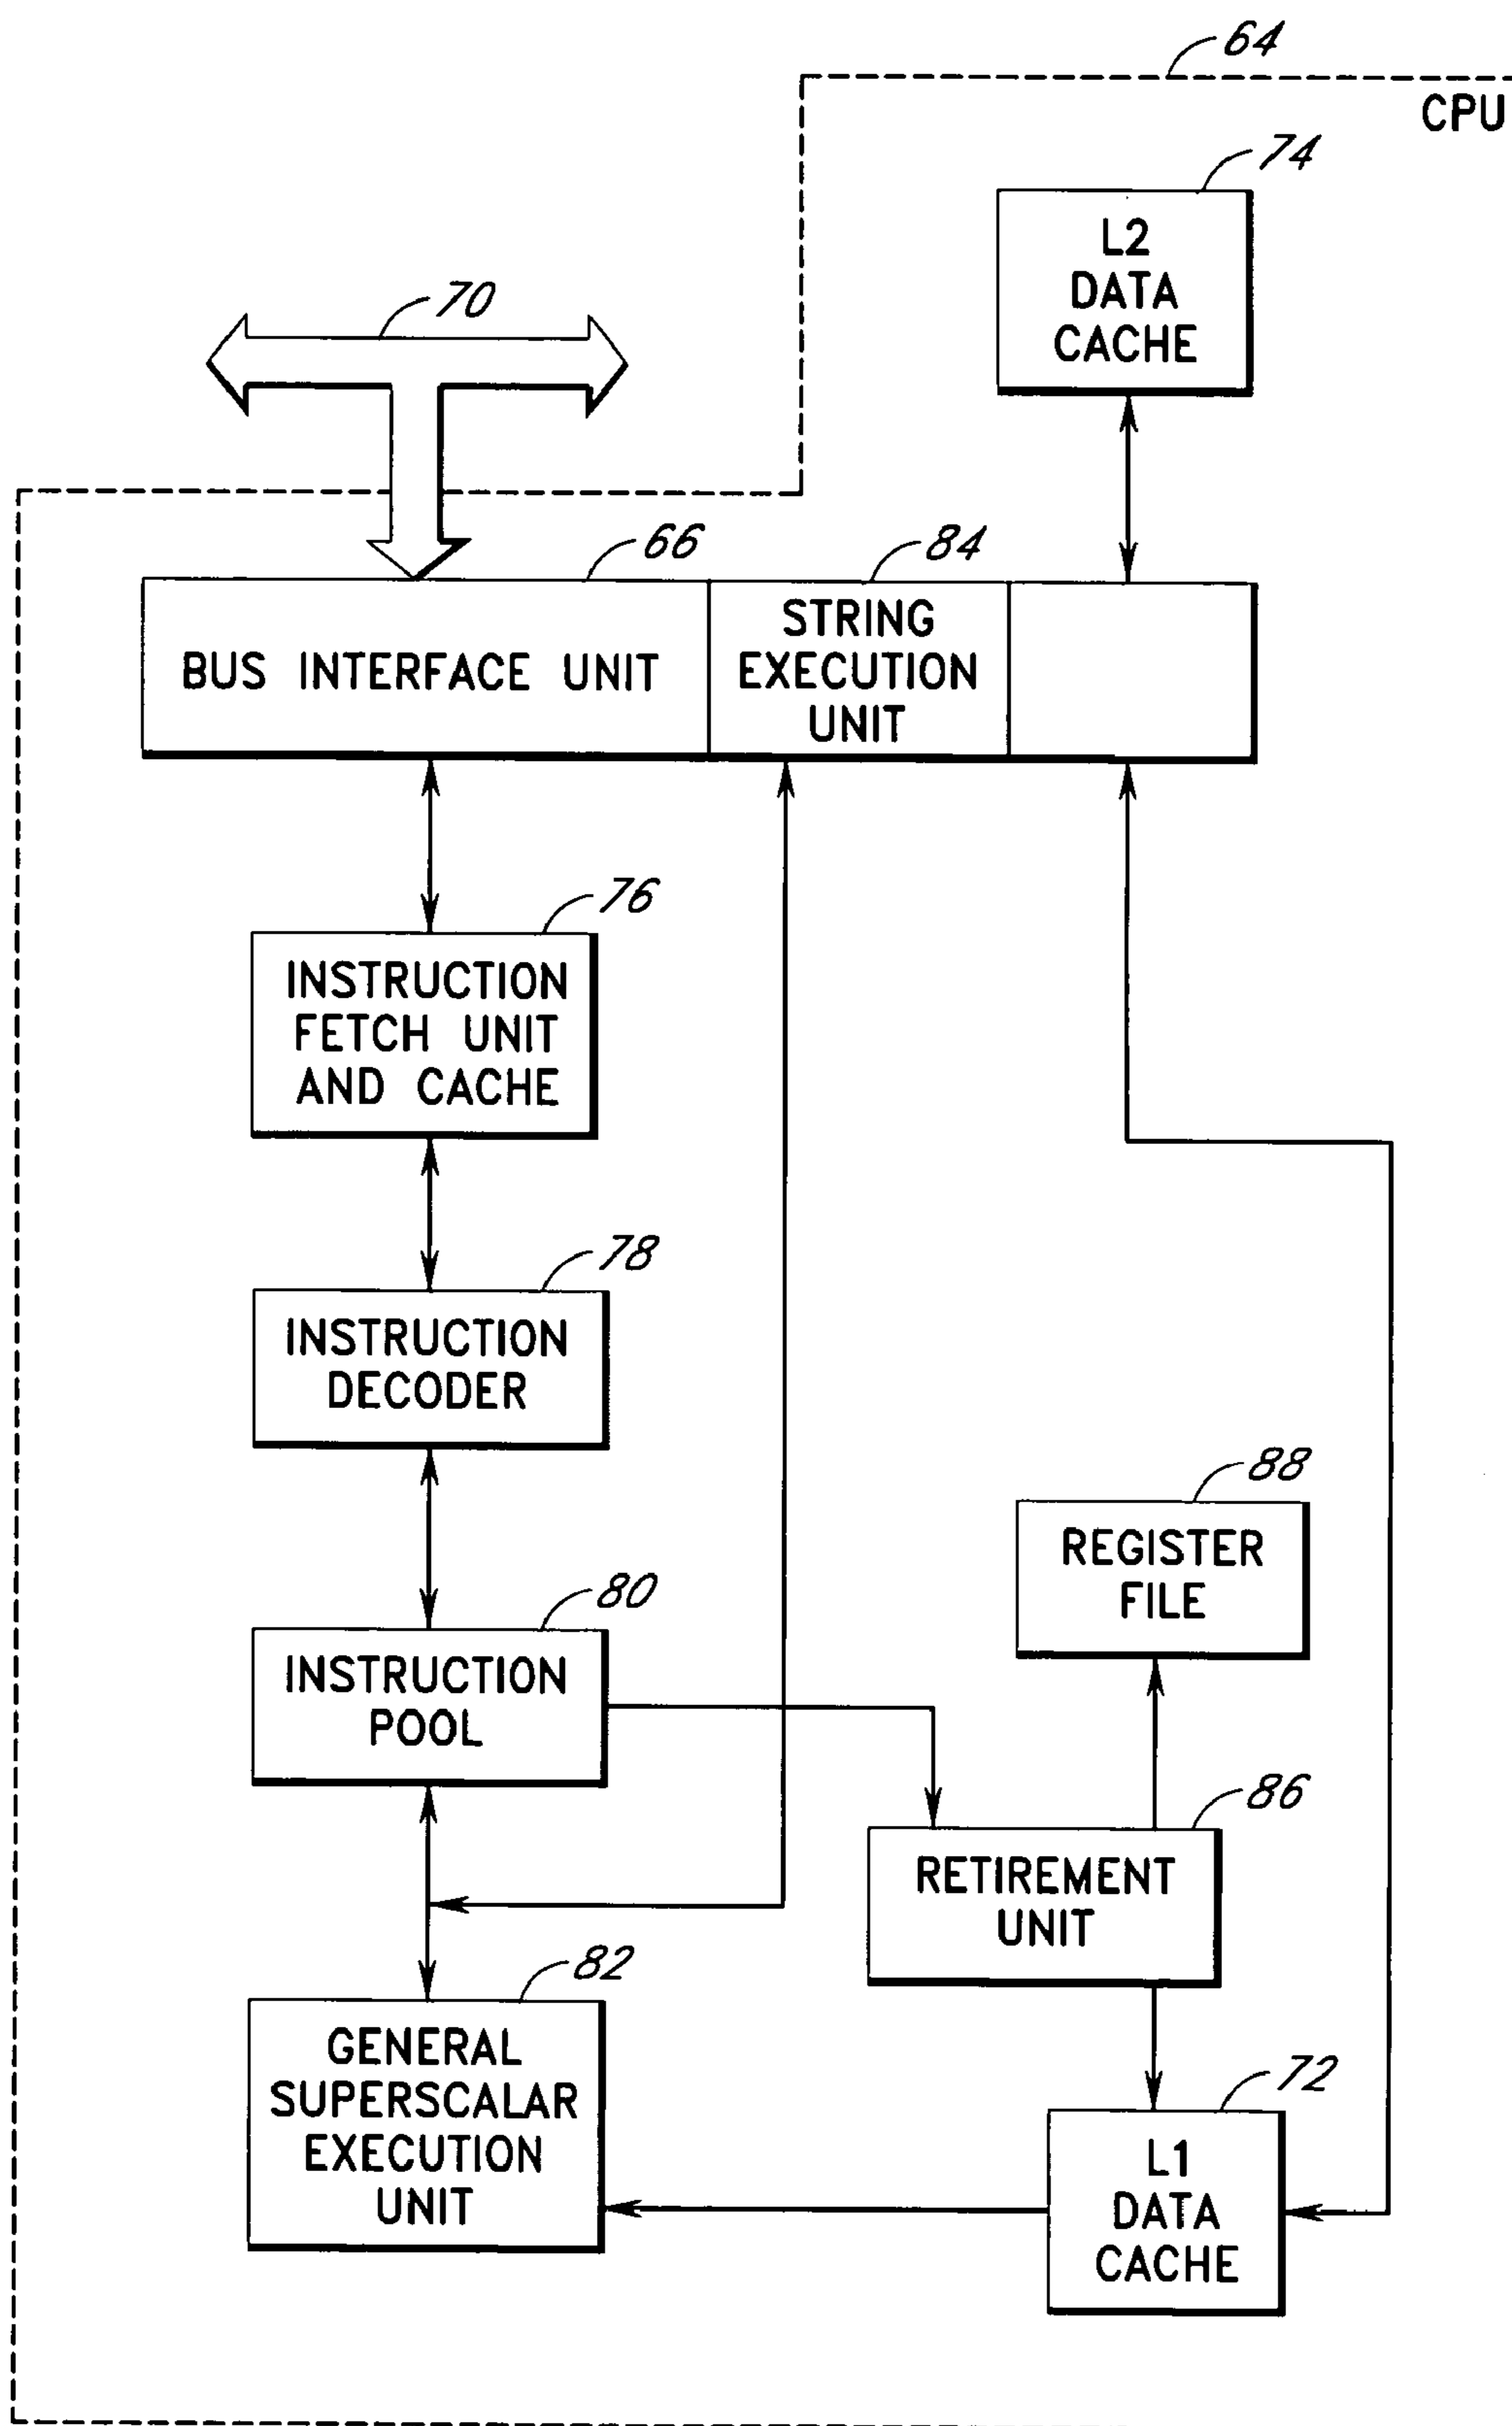 64
CPU
74
L2
DATA
CACHE
70
66
84
BUS INTERFACE UNIT
STRING
EXECUTION
UNIT
76
INSTRUCTION
FETCH UNIT
AND CACHE
78
INSTRUCTION
DECODER
88
REGISTER
FILE
80
INSTRUCTION
POOL
86
RETIREMENT
UNIT
82
GENERAL
SUPERSCALAR
EXECUTION
UNIT
72
L1
DATA
CACHE